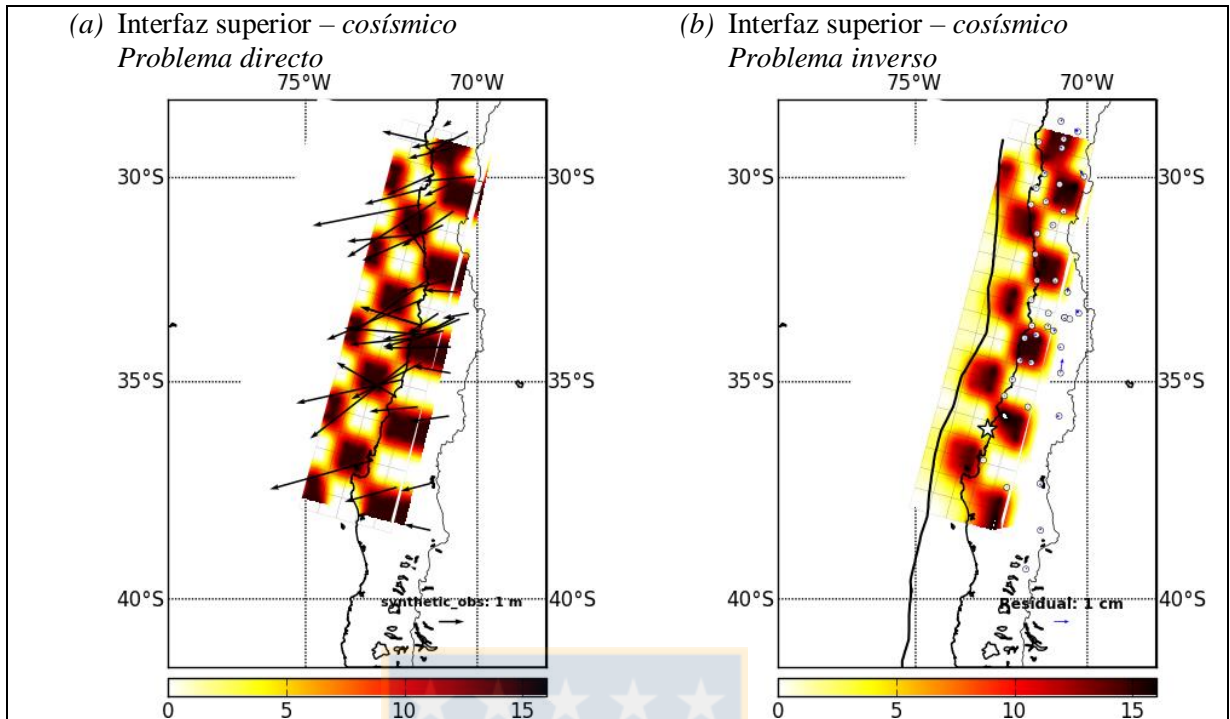 (a) Interfaz superior – cosísmico
Problema directo
75°W 70°W
30°S 30°S
35°S 35°S
40°S 40°S
synthetic_obs: 1 m
0 5 10 15
(b) Interfaz superior – cosísmico
Problema inverso
75°W 70°W
30°S 30°S
35°S 35°S
40°S 40°S
Residual: 1 cm
0 5 10 15